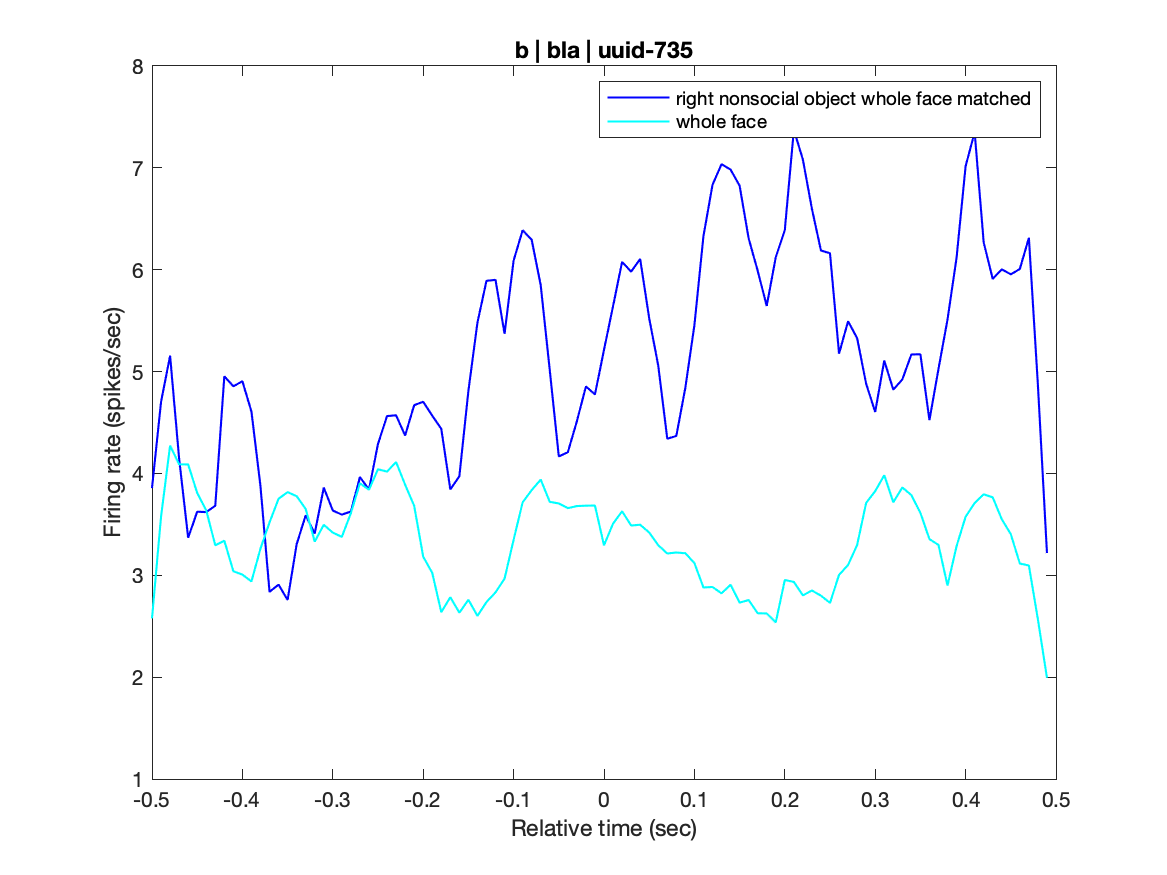 b | bla | uuid-735
right nonsocial object whole face matched
whole face
Firing rate (spikes/sec)
8
7
6
5
4
3
2
1
-0.5 -0.4 -0.3 -0.2 -0.1 0 0.1 0.2 0.3 0.4 0.5
Relative time (sec)